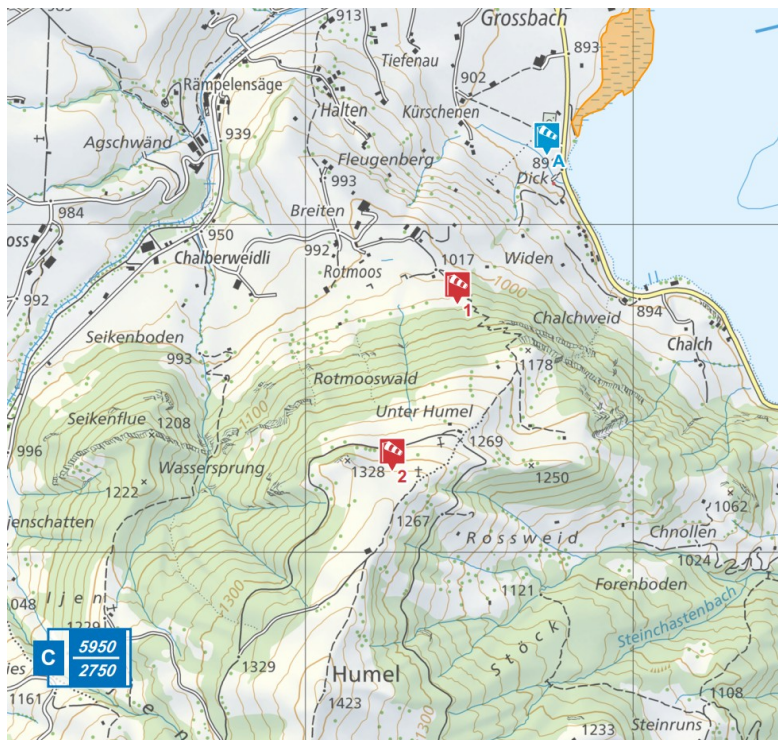 913
Grossbach
893
Tiefenau
902
Rämpelensäge
Halten
Kürschenen
939
Agschwänd
A
Fleugenberg
993
Dick
984
Breiten
950
992
Widen
Chalberweidli
Rotmoos
1017
1000
992
1
894
Chalchweid
Seikenboden
Chalch
993
1178
Rotmooswald
1100
Unter Humel
Seikenflue
1208
1269
996
Wassersprung
1328
2
1250
1222
1062
1267
Rossweid
Chnollen
1024
Ijen
1300
1121
Forenboden
Steinchastenbach
C
5950
2750
Stöck
1329
Humel
1161
1108
1423
1300
1233
Steinruns